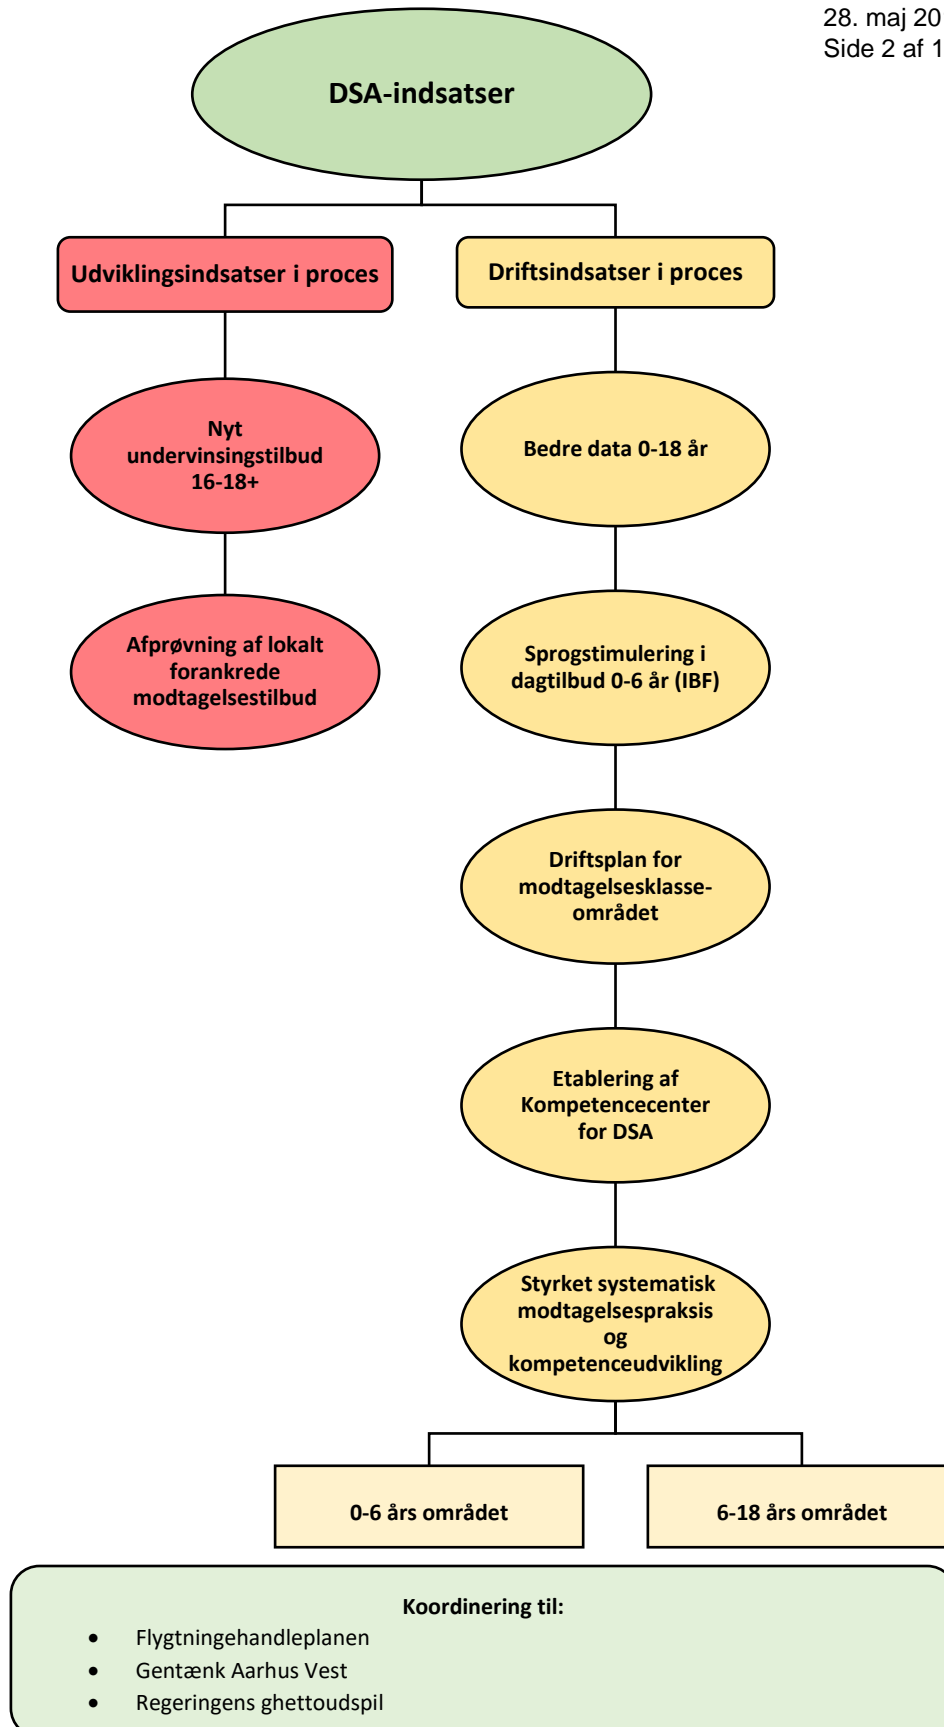 28. maj 20
Side 2 af 1
DSA-indsatser
Udviklingsindsatser i proces
Driftsindsatser i proces
Nyt
undervinsingstilbud
16-18+
Bedre data 0-18 år
Afprøvning af lokalt
forankrede
modtagelsestilbud
Sprogstimulering i
dagtilbud 0-6 år (IBF)
Driftsplan for
modtagelsesklasse-
området
Etablering af
Kompetencecenter
for DSA
Styrket systematisk
modtagelsespraksis
og
kompetenceudvikling
0-6 års området
6-18 års området
Koordinering til:
• Flygtningehandleplanen
• Gentænk Aarhus Vest
• Regeringens ghettoudspil